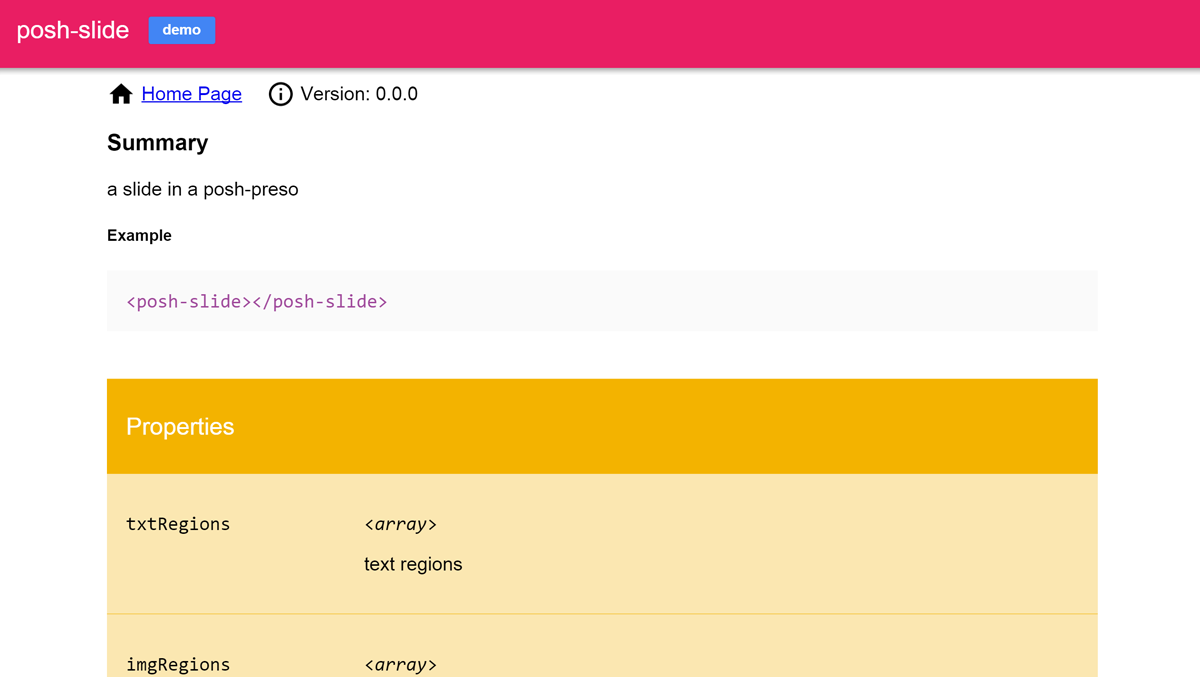 posh-slide demo
Home Page Version: 0.0.0
Summary
a slide in a posh-preso
Example
<posh-slide></posh-slide>
Properties
txtRegions <array>
text regions
imgRegions <array>